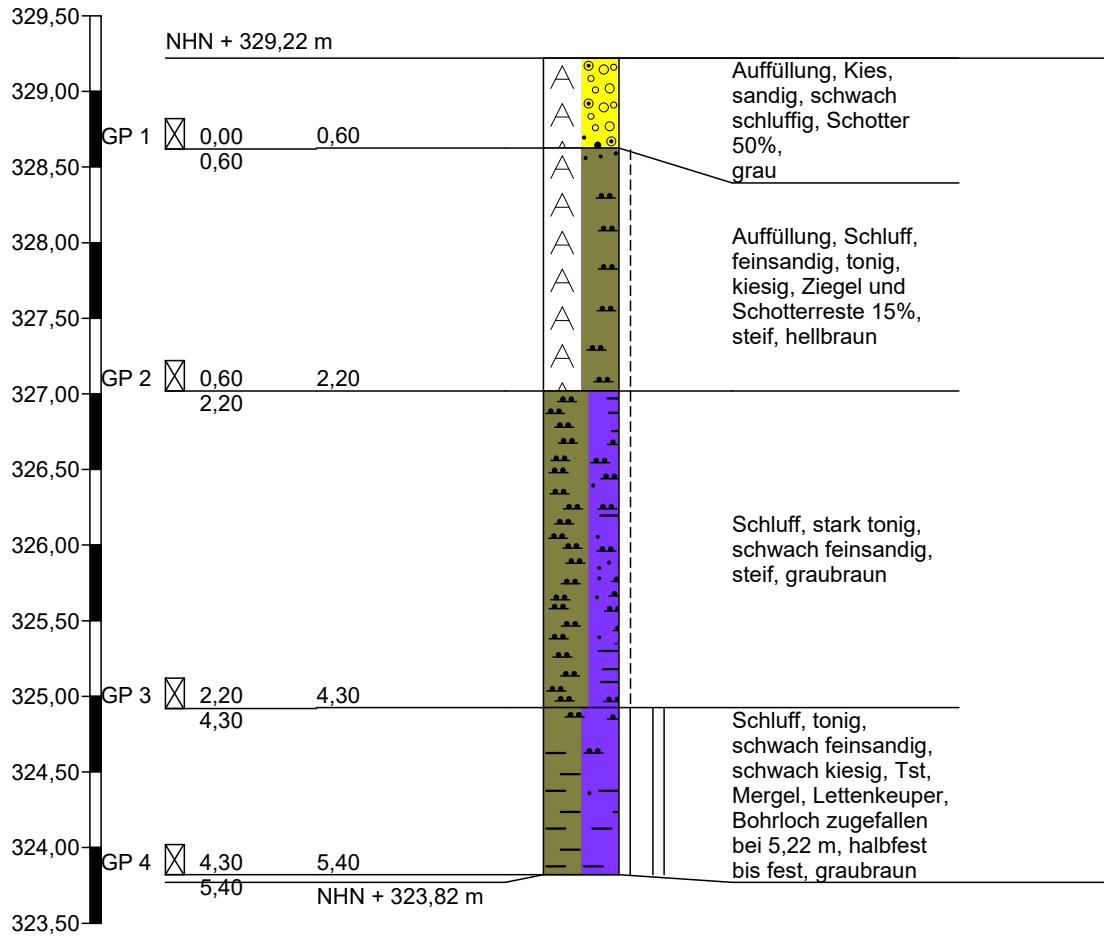 329,50
NHN + 329,22 m
Auffüllung, Kies,
sandig, schwach
schluffig, Schotter
50%,
grau
329,00
GP 1 0,00 0,60
0,60
328,50
328,00
Auffüllung, Schluff,
feinsandig, tonig,
kiesig, Ziegel und
Schotterreste 15%,
steif, hellbraun
327,50
GP 2 0,60 2,20
2,20
327,00
326,50
326,00
Schluff, stark tonig,
schwach feinsandig,
steif, graubraun
325,50
325,00
GP 3 2,20 4,30
4,30
Schluff, tonig,
schwach feinsandig,
schwach kiesig, Tst,
Mergel, Lettenkeuper,
Bohrloch zugefallen
bei 5,22 m, halbfest
bis fest, graubraun
324,50
324,00
GP 4 4,30 5,40
5,40
NHN + 323,82 m
323,50